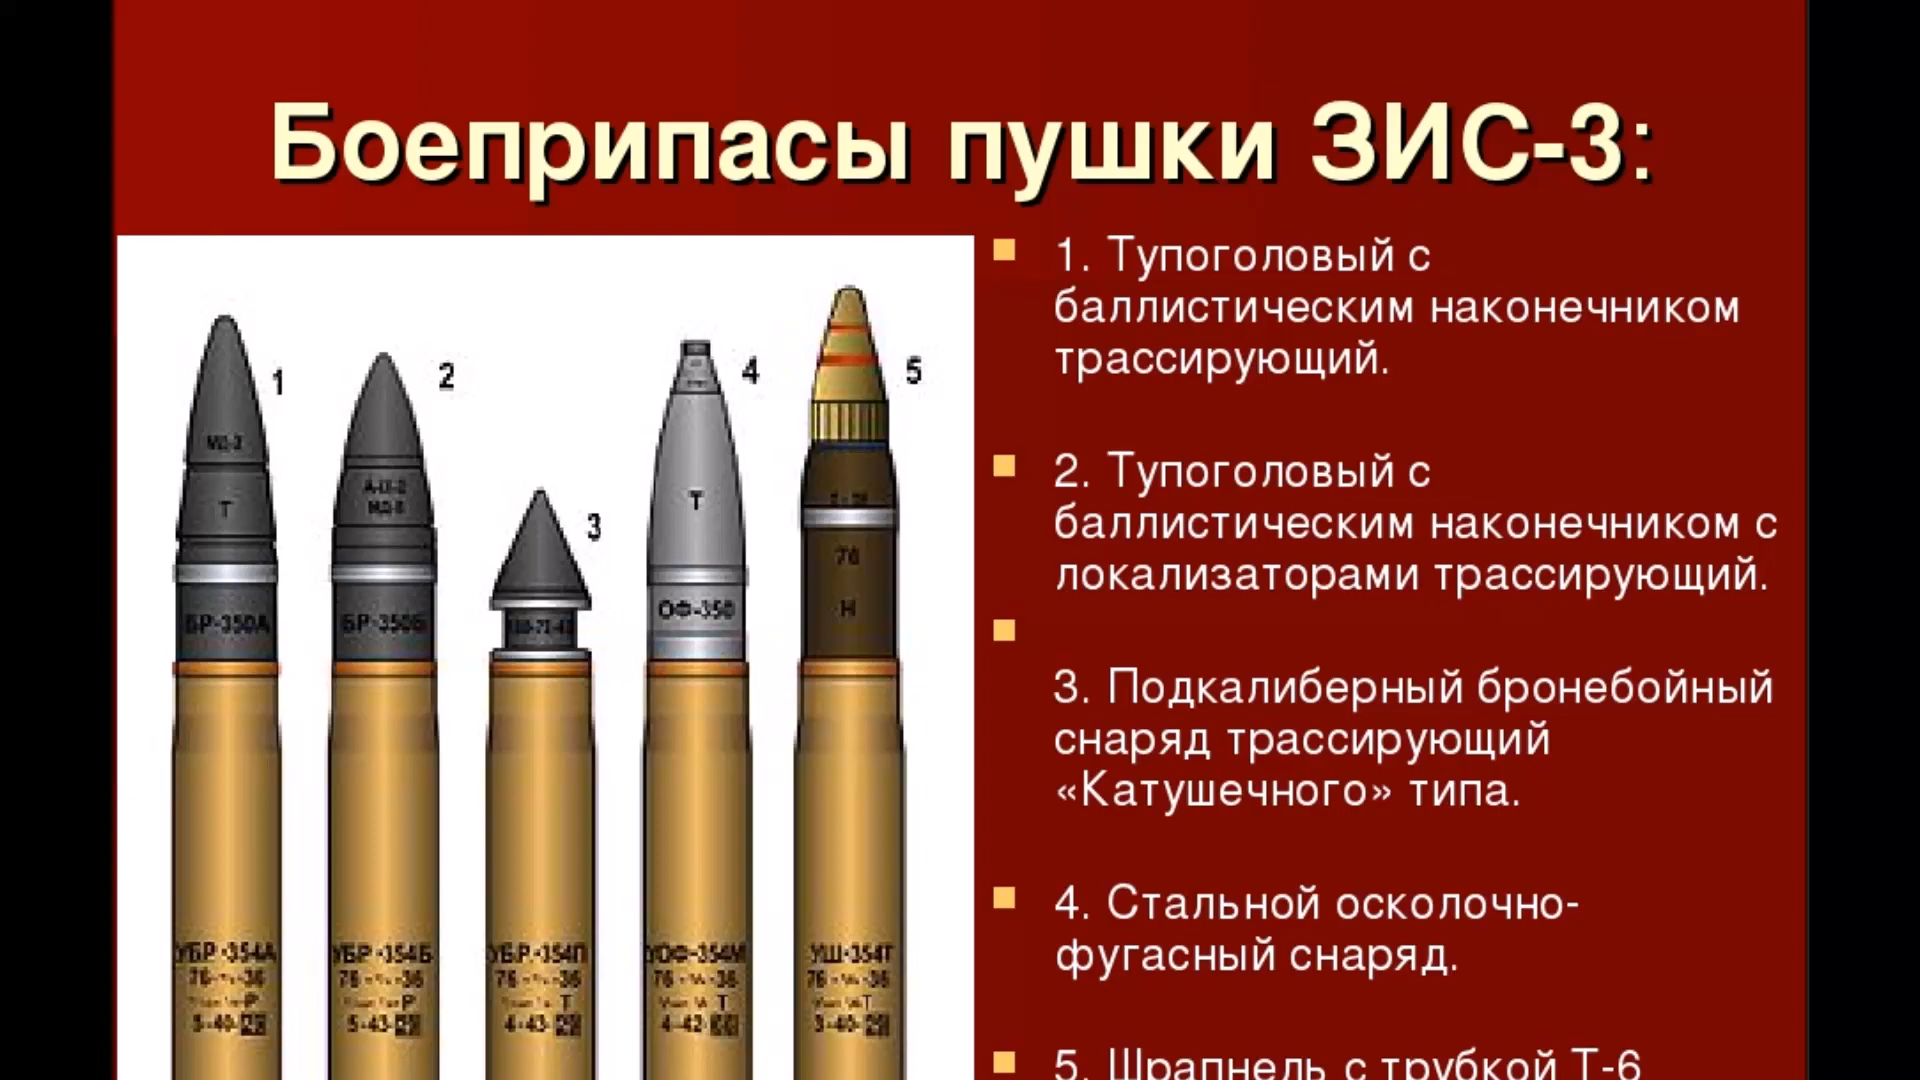 Боеприпасы пушки ЗИС-3:
1. Тупоголовый с
баллистическим наконечником
трассирующий.
2. Тупоголовый с
баллистическим наконечником с
локализаторами трассирующий.
3. Подкалиберный бронебойный
снаряд трассирующий
«Катушечного» типа.
4. Стальной осколочно-
фугасный снаряд.
5. Шрапнель с трубкой Т-6
1
2
3
4
5
Т
Т
76
Н
БР-350А
БР-350Б
ОФ-350
УБР-354А
УБР-354Б
УБР-354П
УОФ-354М
УШ-354Т